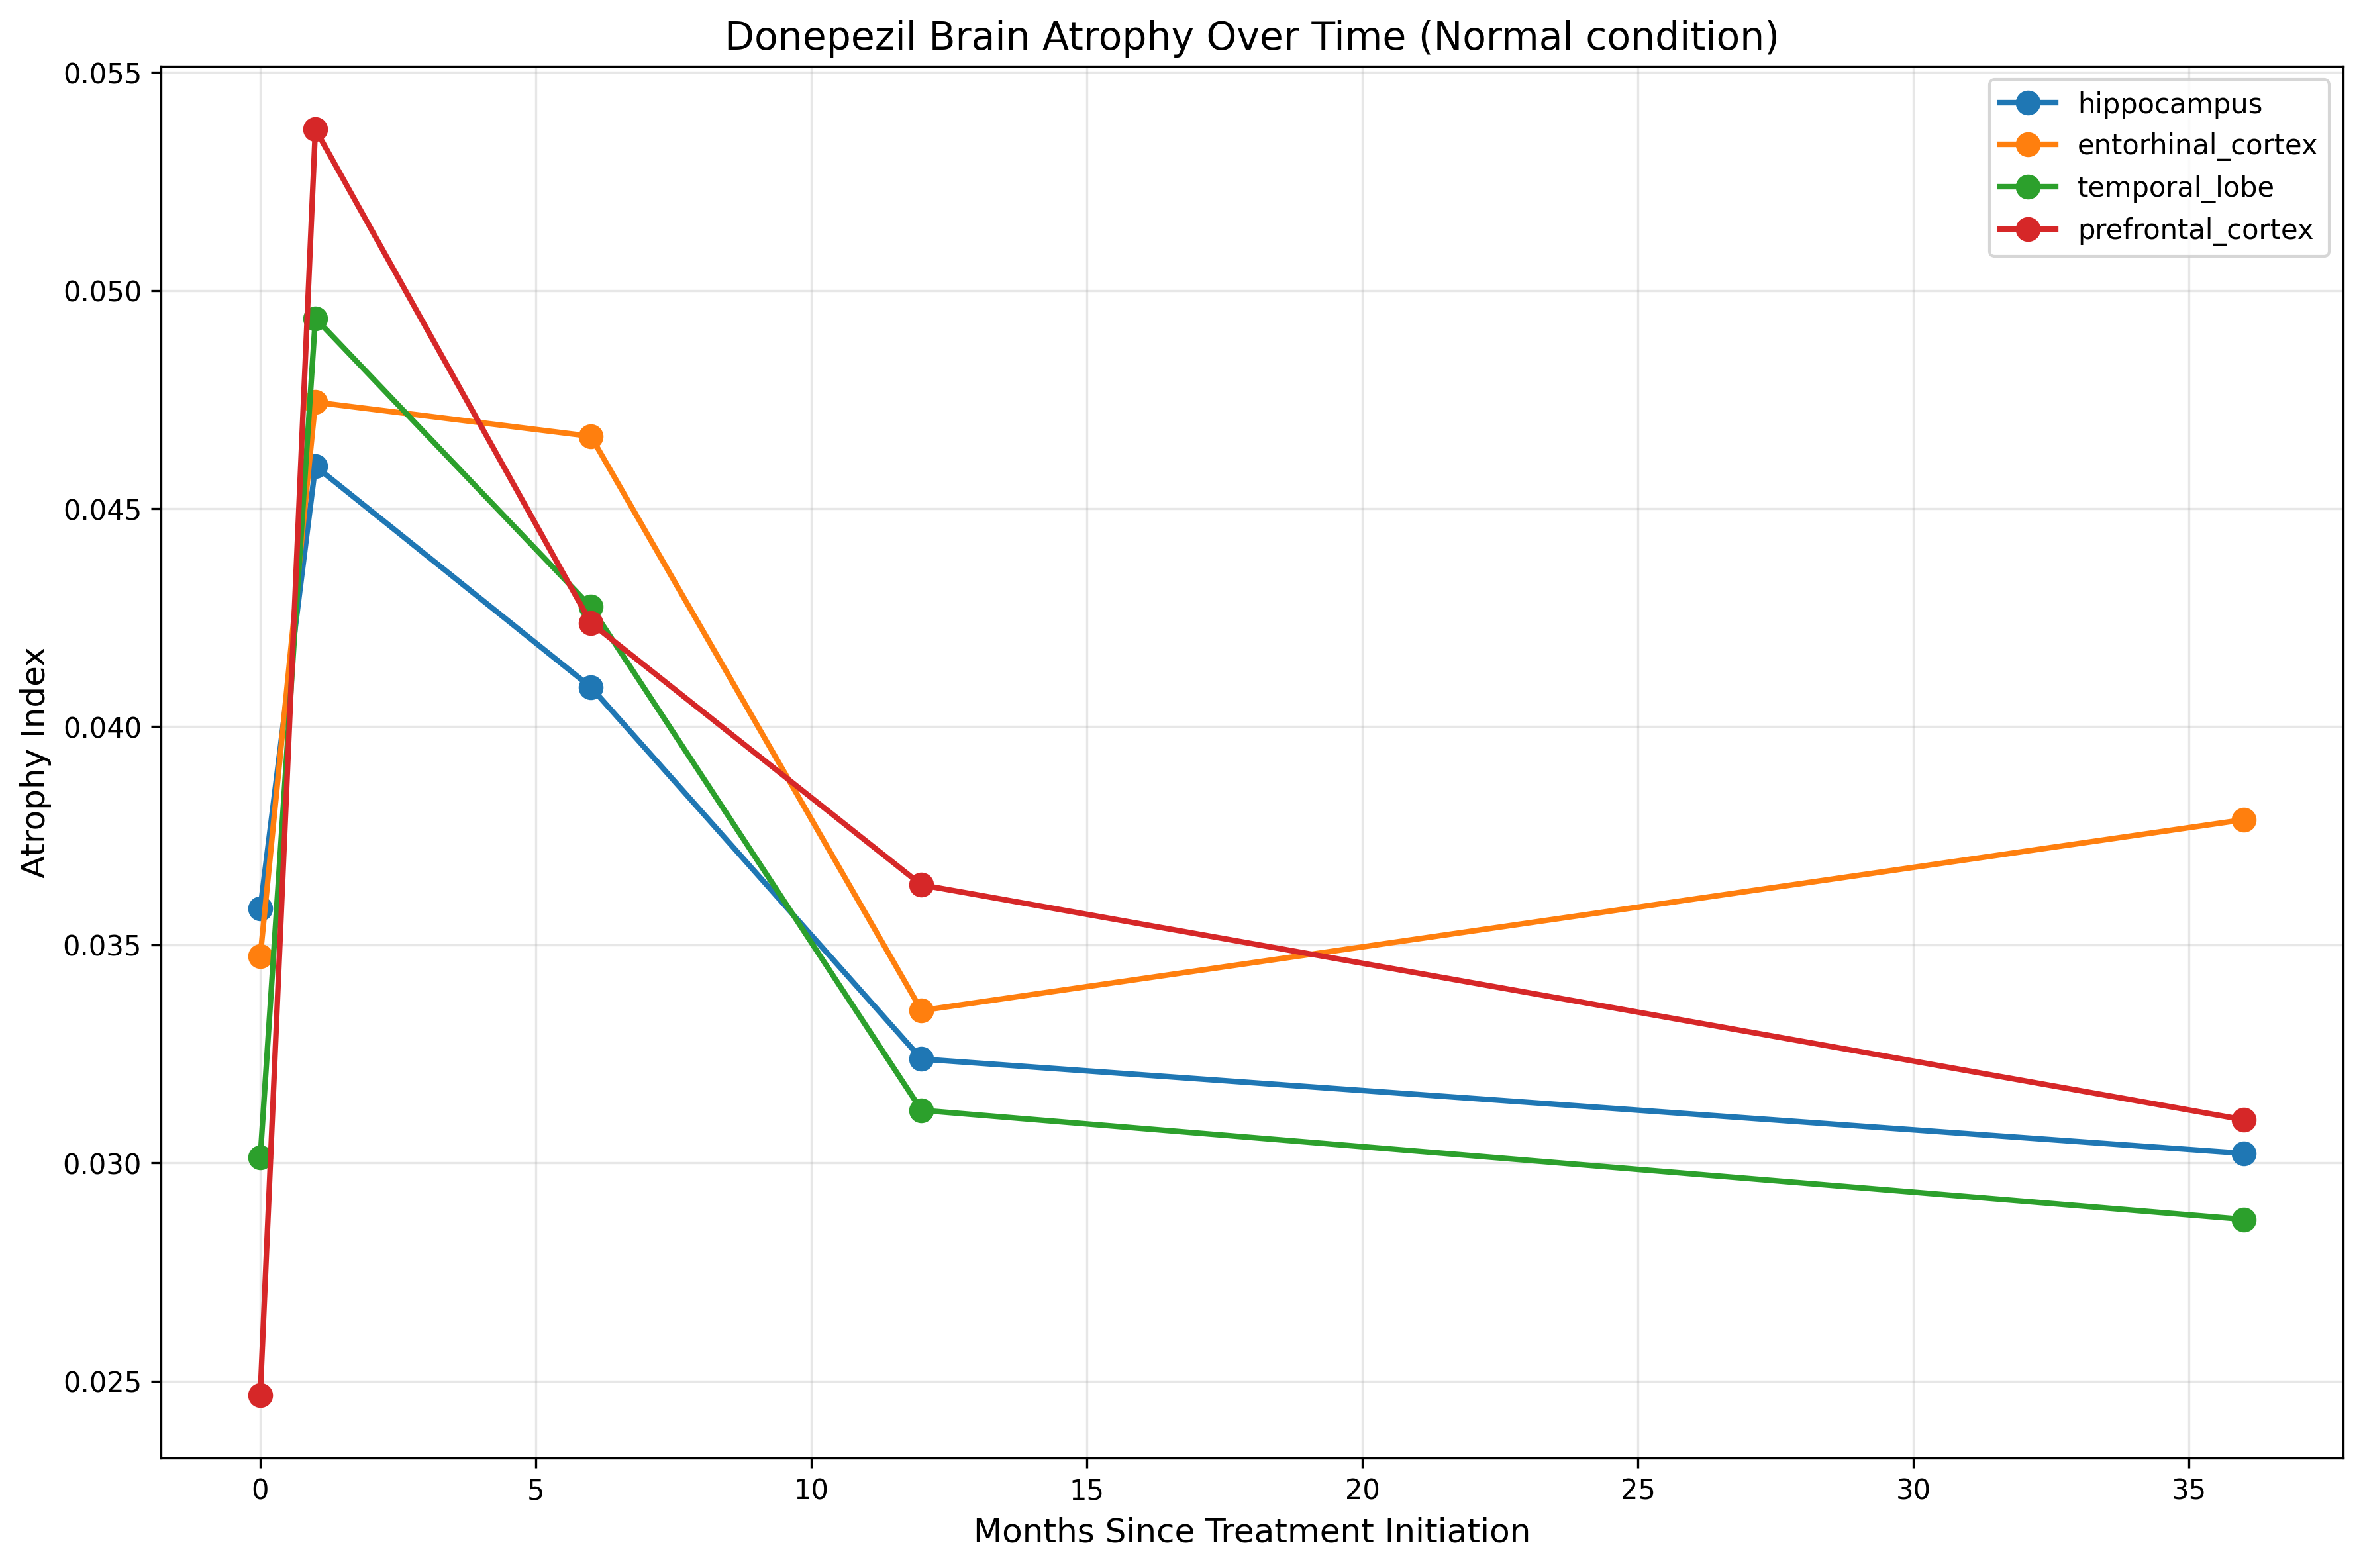 Donepezil Brain Atrophy Over Time (Normal condition)
0.055
0.050
0.045
0.040
0.035
0.030
0.025
Atrophy Index
hippocampus
entorhinal_cortex
temporal_lobe
prefrontal_cortex
0 5 10 15 20 25 30 35
Months Since Treatment Initiation